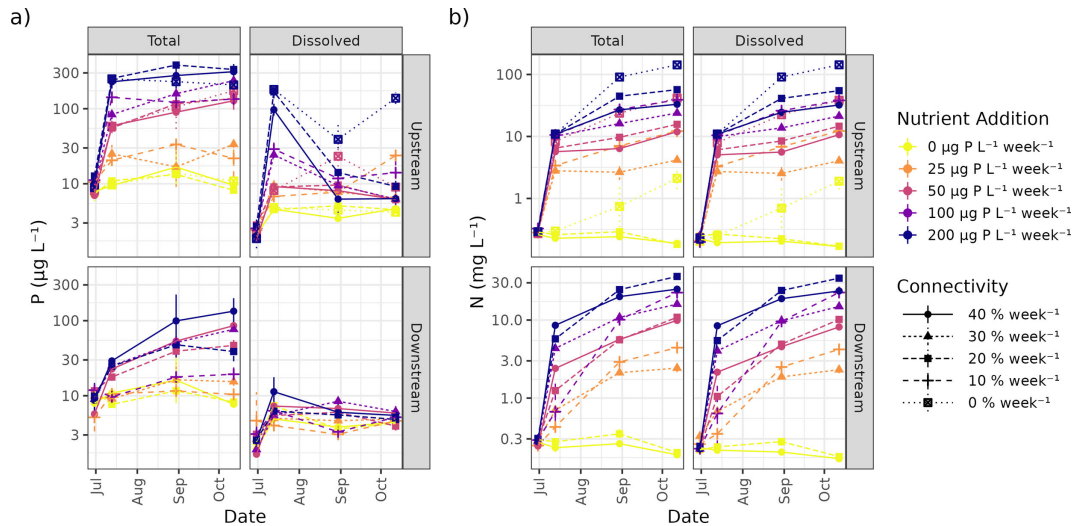 a)
Total
Dissolved
300
100
30
10
3
Upstream
100
30
10
3
Downstream
P (µg L⁻¹)
Jul
Aug
Sep
Oct
Jul
Aug
Sep
Oct
Date
b)
Total
Dissolved
100
10
1
Upstream
30.0
10.0
3.0
1.0
0.3
Downstream
N (mg L⁻¹)
Jul
Aug
Sep
Oct
Jul
Aug
Sep
Oct
Date
Nutrient Addition
0 µg P L⁻¹ week⁻¹
25 µg P L⁻¹ week⁻¹
50 µg P L⁻¹ week⁻¹
100 µg P L⁻¹ week⁻¹
200 µg P L⁻¹ week⁻¹
Connectivity
40 % week⁻¹
30 % week⁻¹
20 % week⁻¹
10 % week⁻¹
0 % week⁻¹